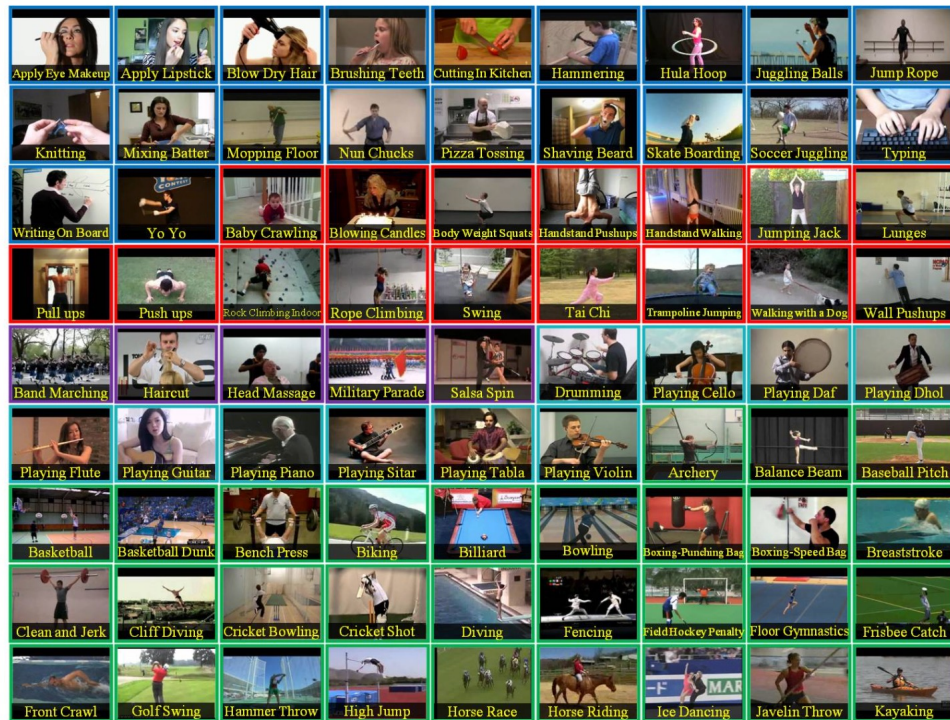 Apply Eye Makeup
Apply Lipstick
Blow Dry Hair
Brushing Teeth
Cutting In Kitchen
Hammering
Hula Hoop
Juggling Balls
Jump Rope
Knitting
Mixing Batter
Mopping Floor
Nun Chucks
Pizza Tossing
Shaving Beard
Skate Boarding
Soccer Juggling
Typing
Writing On Board
Yo Yo
Baby Crawling
Blowing Candles
Body Weight Squats
Handstand Pushups
Handstand Walking
Jumping Jack
Lunges
Pull ups
Push ups
Rock Climbing Indoor
Rope Climbing
Swing
Tai Chi
Trampoline Jumping
Walking with a Dog
Wall Pushups
Band Marching
Haircut
Head Massage
Military Parade
Salsa Spin
Drumming
Playing Cello
Playing Daf
Playing Dhol
Playing Flute
Playing Guitar
Playing Piano
Playing Sitar
Playing Tabla
Playing Violin
Archery
Balance Beam
Baseball Pitch
Basketball
Basketball Dunk
Bench Press
Biking
Billiard
Bowling
Boxing-Punching Bag
Boxing-Speed Bag
Breaststroke
Clean and Jerk
Cliff Diving
Cricket Bowling
Cricket Shot
Diving
Fencing
Field Hockey Penalty
Floor Gymnastics
Frisbee Catch
Front Crawl
Golf Swing
Hammer Throw
High Jump
Horse Race
Horse Riding
Ice Dancing
Javelin Throw
Kayaking